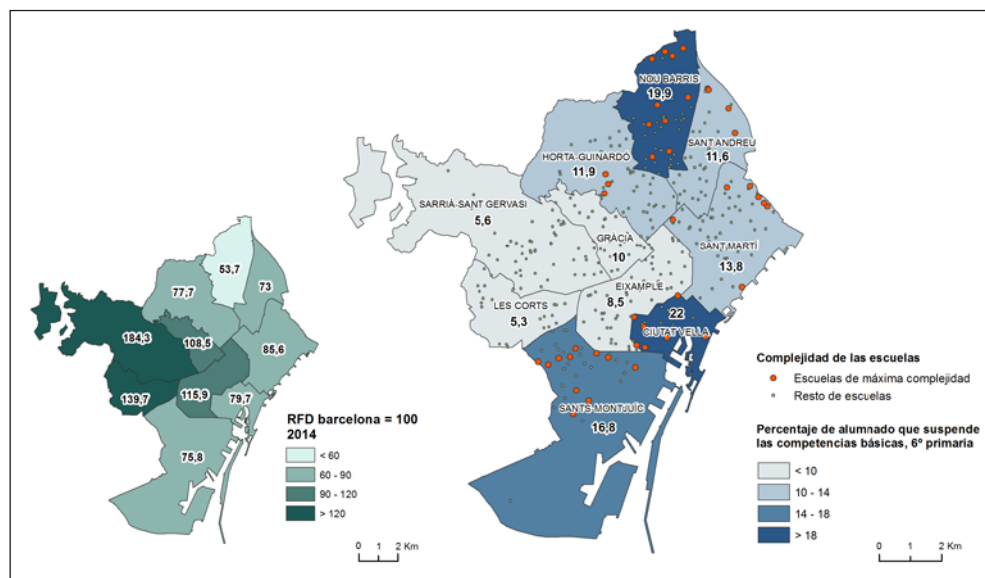 53,7
77,7
73
184,3
108,5
85,6
139,7
115,9
79,7
75,8
RFD barcelona = 100
2014
< 60
60 - 90
90 - 120
> 120
0 1 2 Km
NOU BARRIS
19,9
SANT ANDREU
11,6
HORTA-GUINARDÓ
11,9
SARRIÀ-SANT GERVASI
5,6
GRÀCIA
10
SANT MARTÍ
13,8
EIXAMPLE
8,5
LES CORTS
5,3
22
CIUTAT VELLA
SANTS-MONTJUÏC
16,8
Complejidad de las escuelas
Escuelas de máxima complejidad
Resto de escuelas
Percentaje de alumnado que suspende
las competencias básicas, 6º primaria
< 10
10 - 14
14 - 18
> 18
0 1 2 Km